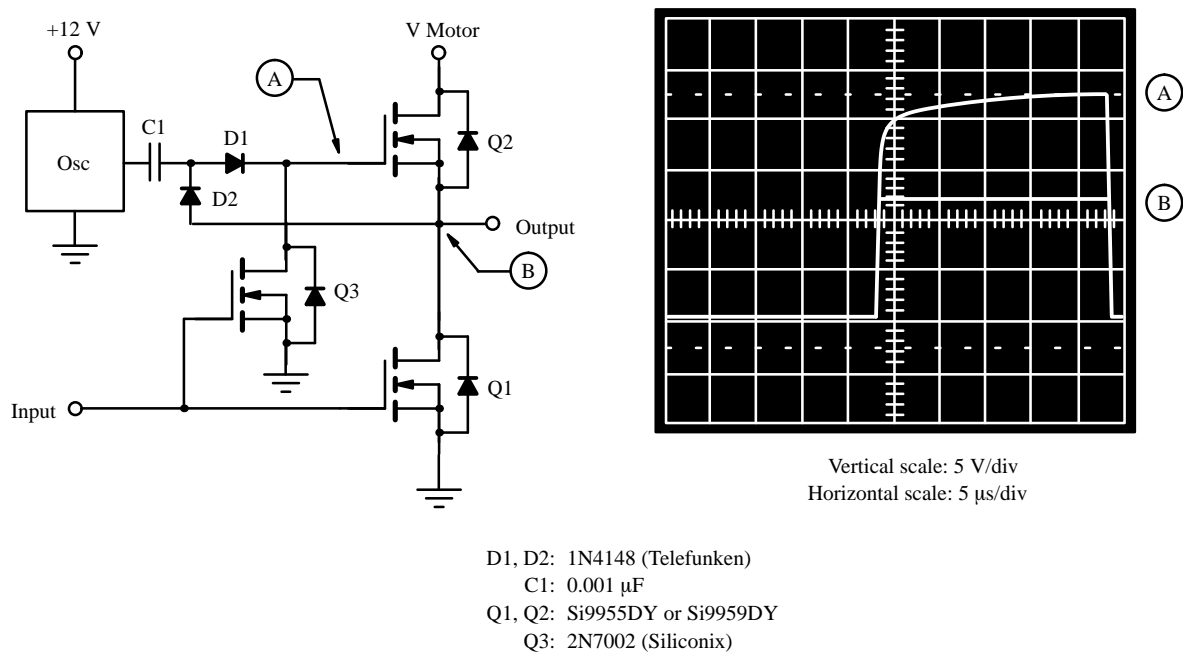 +12 V
V Motor
A
C1
D1
Osc
D2
Q2
Output
B
Q3
Q1
Input
A
B
Vertical scale: 5 V/div
Horizontal scale: 5 μs/div
D1, D2: 1N4148 (Telefunken)
C1: 0.001 μF
Q1, Q2: Si9955DY or Si9959DY
Q3: 2N7002 (Siliconix)